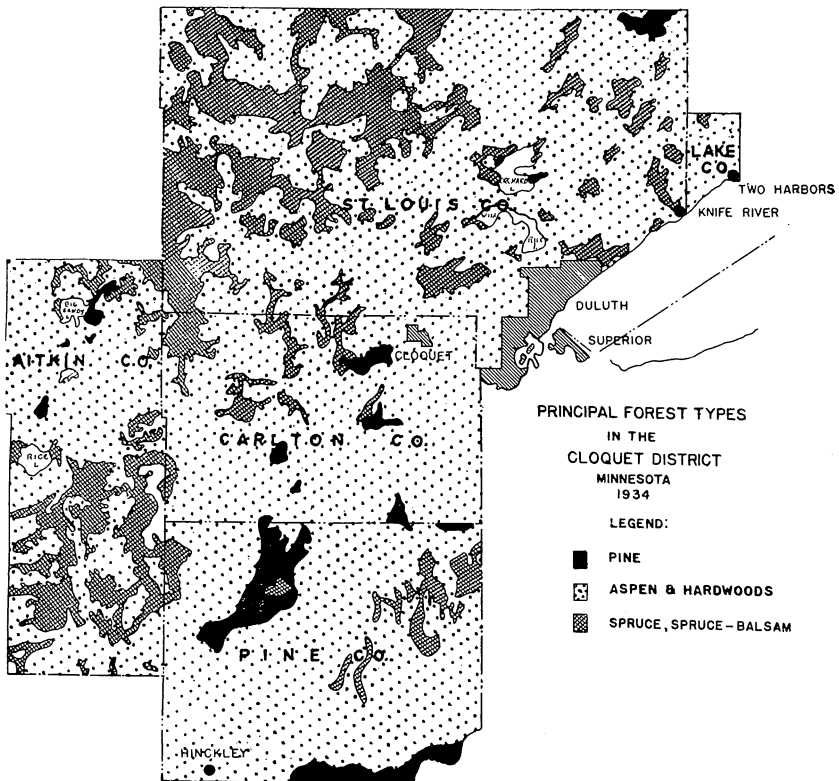 LAKE
CO.
TWO HARBORS
ST. LOUIS CO.
KNIFE RIVER
BIG
SANDY
DULUTH
SUPERIOR
AITKIN CO.
CLOQUET
CARLTON CO.
RICE
L
PRINCIPAL FOREST TYPES
IN THE
CLOQUET DISTRICT
MINNESOTA
1934
LEGEND:
PINE
ASPEN & HARDWOODS
SPRUCE, SPRUCE-BALSAM
PINE CO.
HINCKLEY